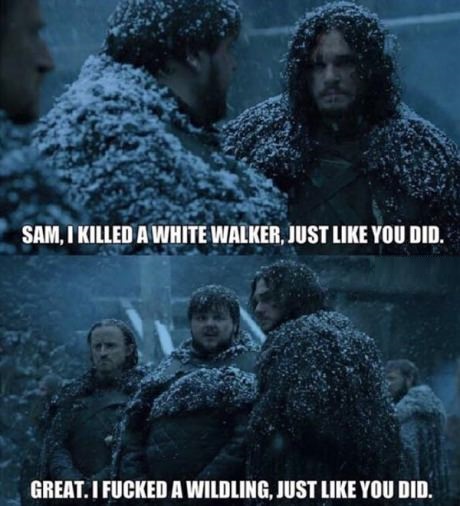 SAM, I KILLED A WHITE WALKER, JUST LIKE YOU DID.
GREAT. I FUCKED A WILDLING, JUST LIKE YOU DID.